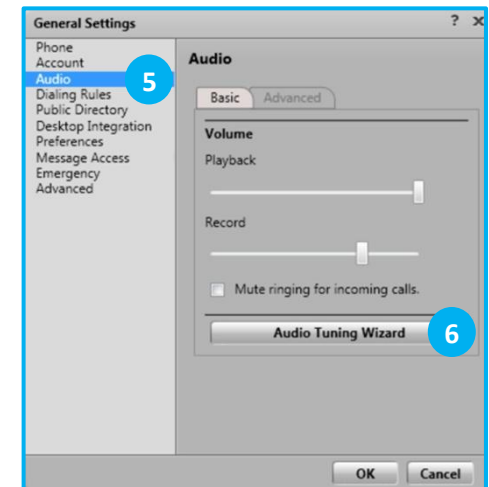 General Settings ? x
Phone
Account
Audio
5
Dialing Rules
Public Directory
Desktop Integration
Preferences
Message Access
Emergency
Advanced
Audio
Basic Advanced
Volume
Playback
Record
Mute ringing for incoming calls.
Audio Tuning Wizard 6
OK Cancel